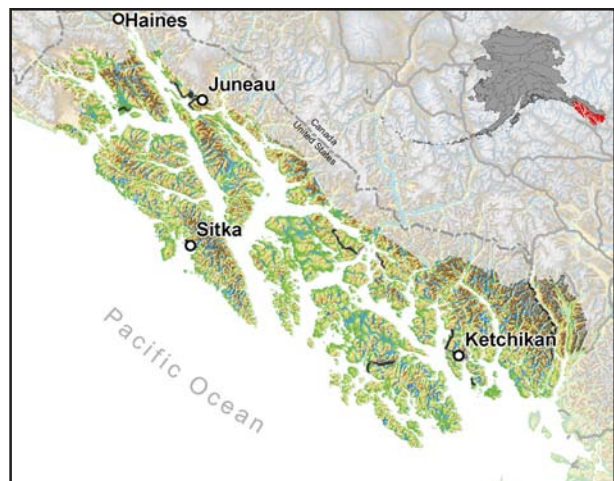 Haines
Juneau
Canada
United States
Sitka
Ketchikan
Pacific Ocean